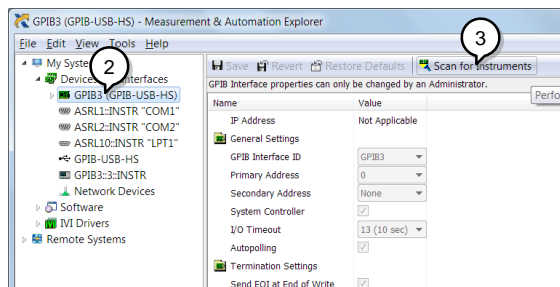 GPIB3 (GPIB-USB-HS) - Measurement & Automation Explorer
File Edit View Tools Help
3
My System
2
Save Revert Restore Defaults Scan for Instruments
Devices Interfaces
GPIB Interface properties can only be changed by an Administrator.
Perfo
GPIB3 (GPIB-USB-HS)
Name Value
ASRL1::INSTR "COM1"
IP Address Not Applicable
ASRL2::INSTR "COM2"
General Settings
ASRL10::INSTR "LPT1"
GPIB Interface ID GPIB3
GPIB-USB-HS
Primary Address 0
GPIB3::3::INSTR
Secondary Address None
Network Devices
System Controller
Software
I/O Timeout 13 (10 sec)
IVI Drivers
Autopolling
Remote Systems
Termination Settings
Send EOI at End of Write